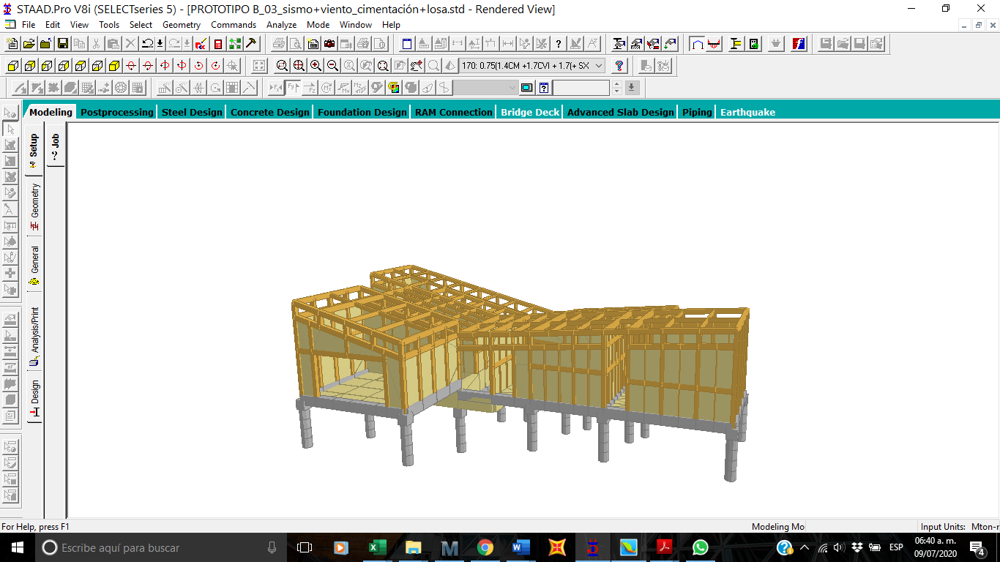 STAAD.Pro V8i (SELECTseries 5) - [PROTOTIPO B_03_sismo+viento_cimentación+losa.std - Rendered View]
File Edit View Tools Select Geometry Commands Analyze Mode Window Help
170: 0.75(1.4CM +1.7CVI + 1.7(+ SX
Modeling Postprocessing Steel Design Concrete Design Foundation Design RAM Connection Bridge Deck Advanced Slab Design Piping Earthquake
Setup
Job
Geometry
General
Analysis/Print
Design
For Help, press F1 Modeling Mo Input Units: Mton-
Escribe aquí para buscar
ESP
06:40 a. m.
09/07/2020
4